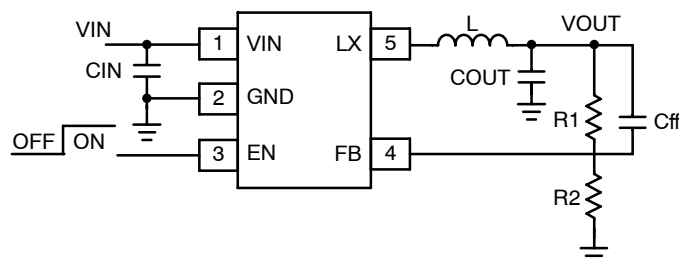 L
VOUT
VIN
1
VIN
LX
5
CIN
COUT
2
GND
R1
Cff
OFF
ON
3
EN
FB
4
R2